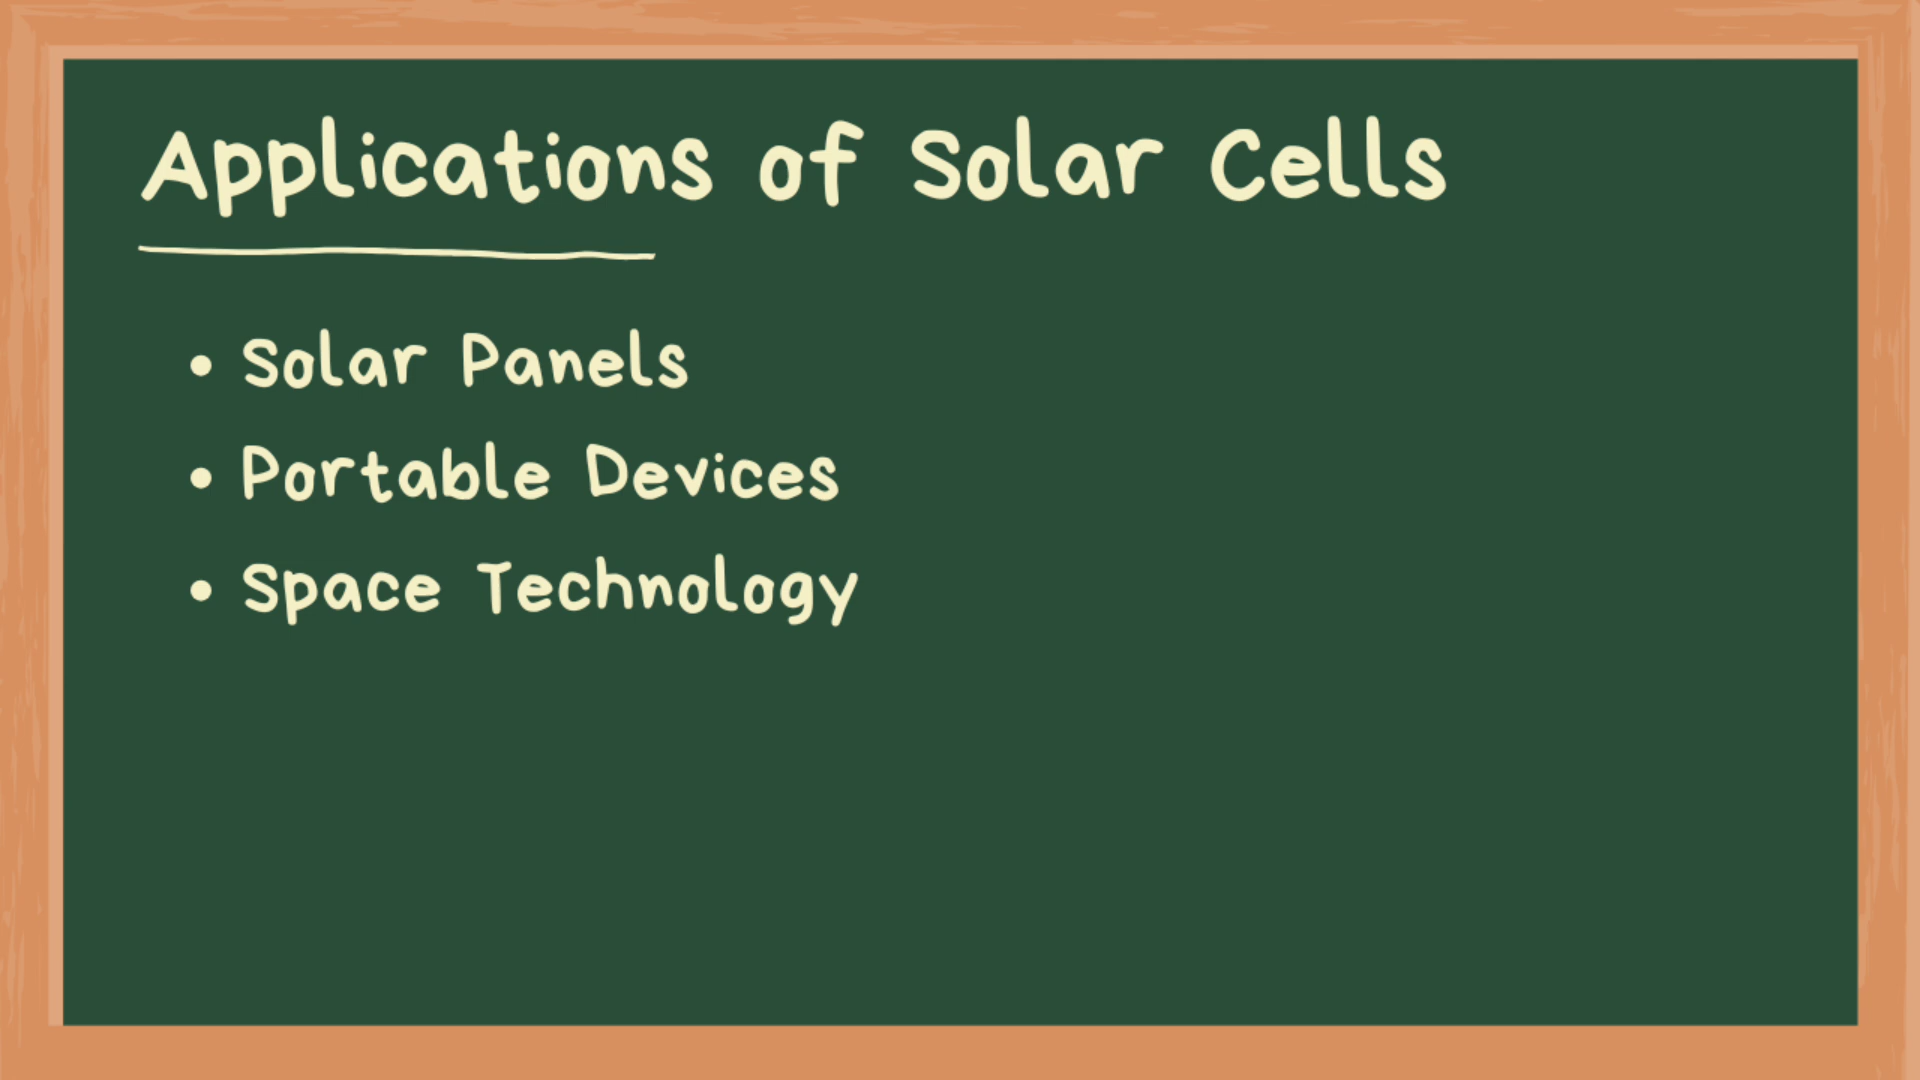 Applications of Solar Cells
• Solar Panels
• Portable Devices
• Space Technology